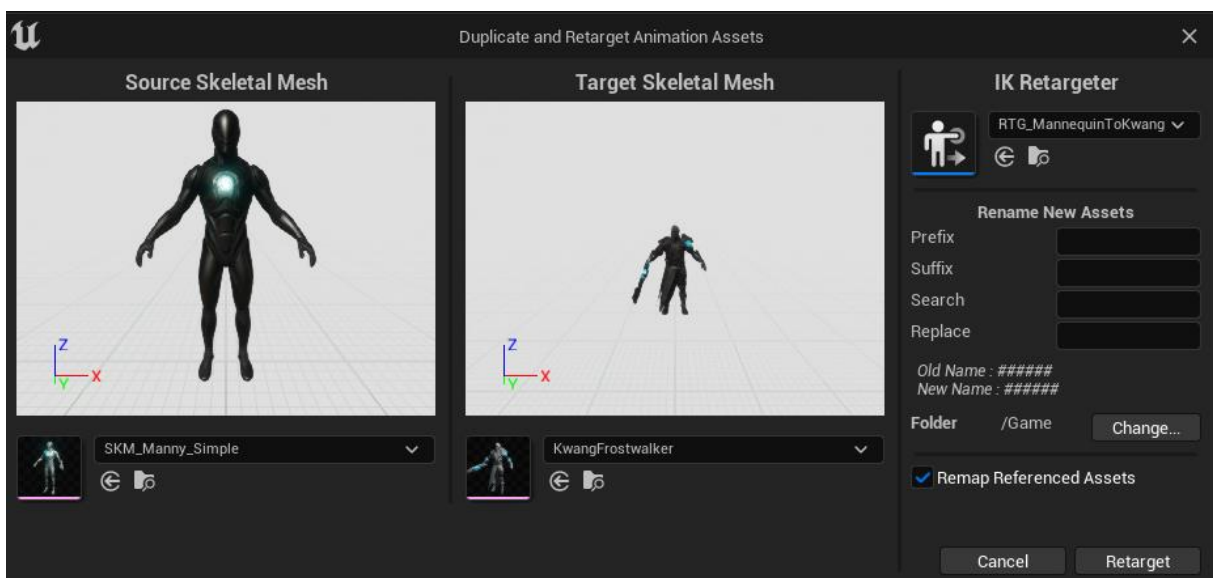 Duplicate and Retarget Animation Assets
Source Skeletal Mesh
Z
X
Y
SKM_Manny_Simple
Target Skeletal Mesh
Z
X
Y
KwangFrostwalker
IK Retargeter
RTG_MannequinToKwang
Rename New Assets
Prefix
Suffix
Search
Replace
Old Name : ######
New Name : ######
Folder /Game Change...
Remap Referenced Assets
Cancel Retarget